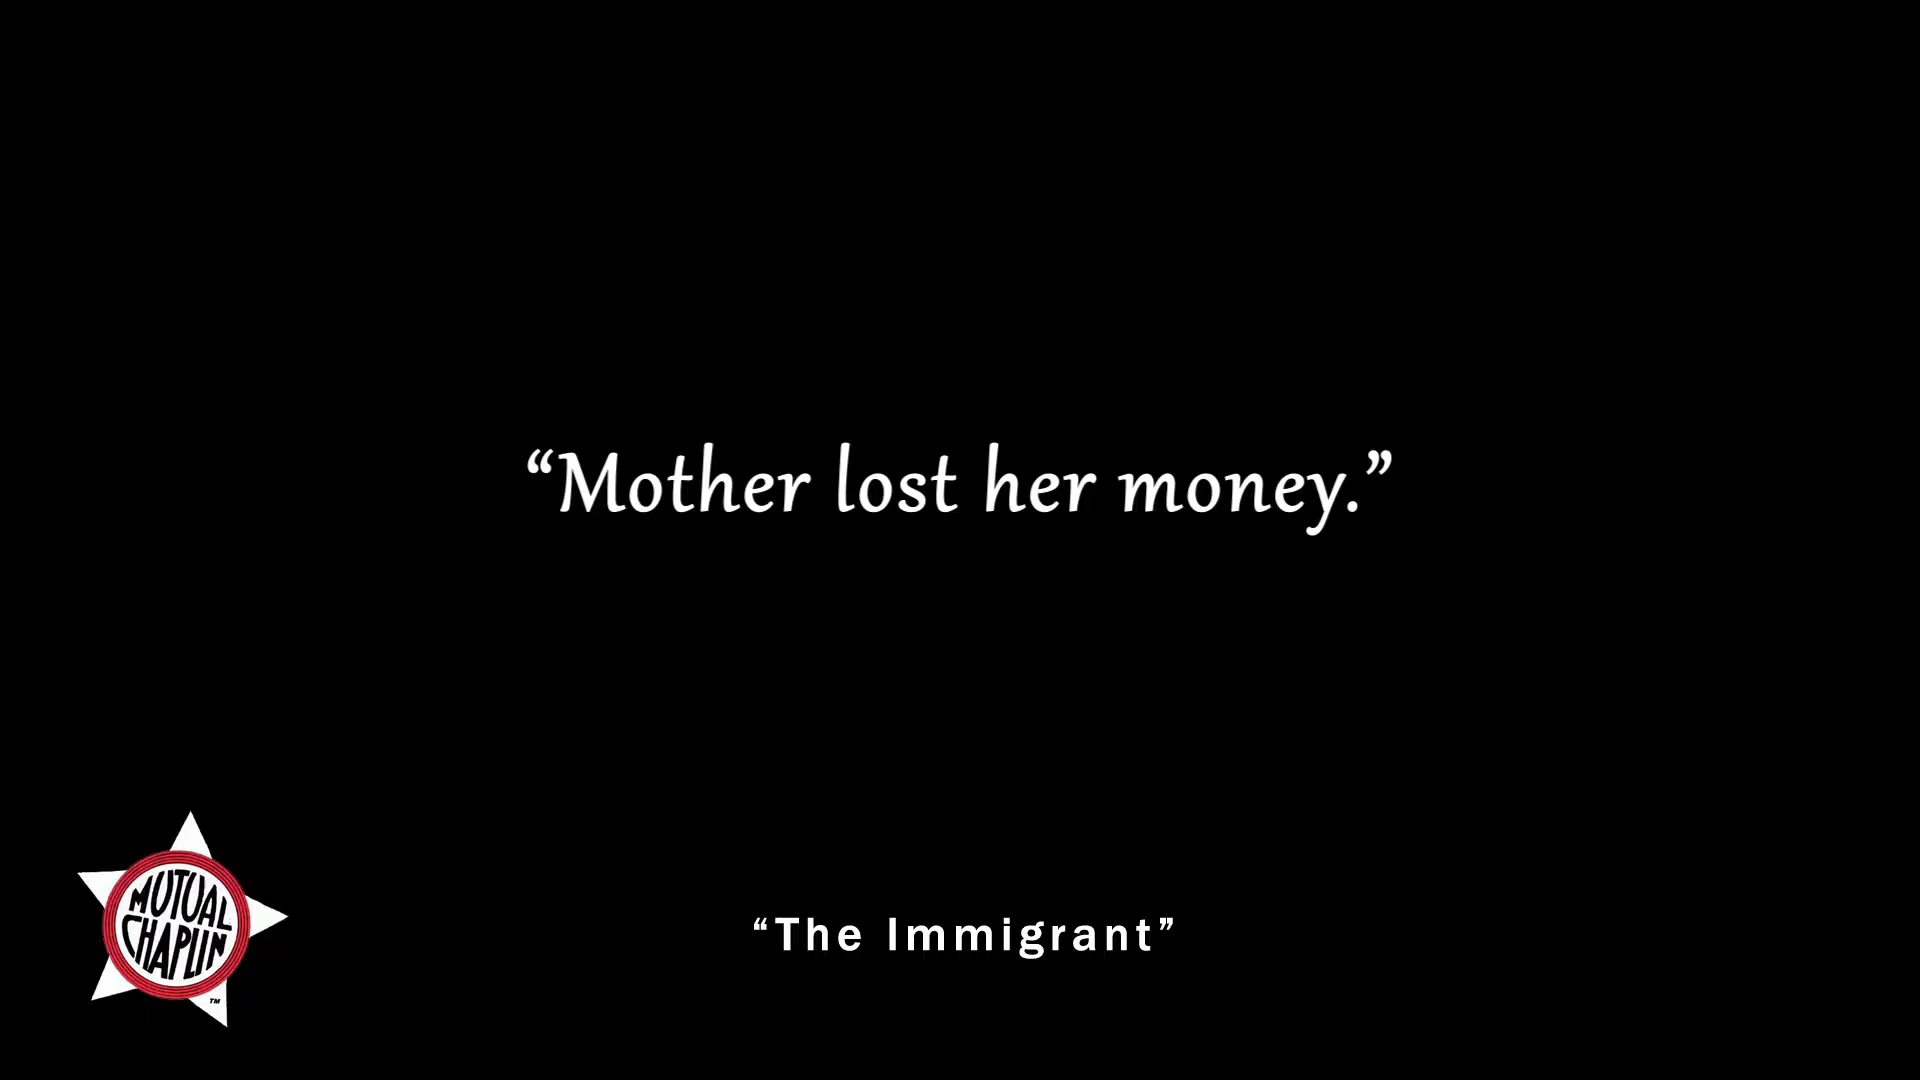 “Mother lost her money.”
MUTUAL
CHAPLIN
TM
“The Immigrant”